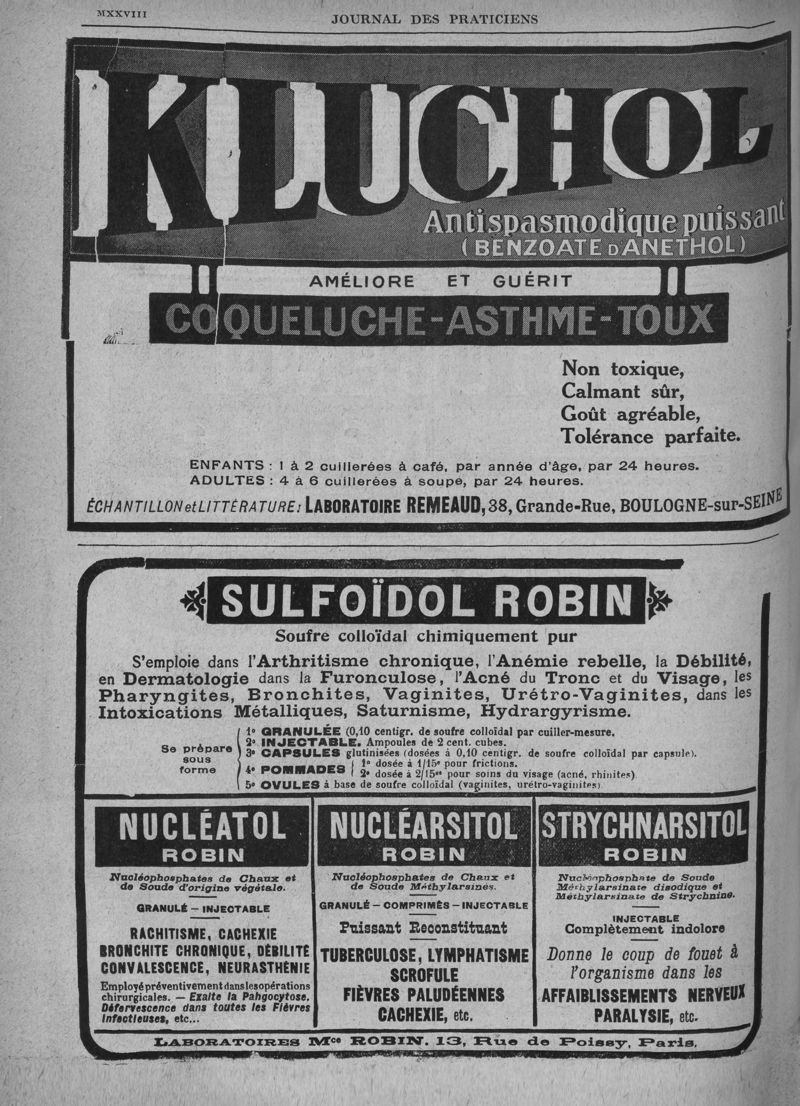 MXXVIII
JOURNAL DES PRATICIENS
KLUCHOL
Antispasmodique puissant
(BENZOATE D'ANETHOL)
AMÉLIORE ET GUÉRIT
COQUELUCHE-ASTHME-TOUX
Non toxique,
Calmant sûr,
Goût agréable,
Tolérance parfaite.
ENFANTS : 1 à 2 cuillerées à café, par année d'âge, par 24 heures.
ADULTES : 4 à 6 cuillerées à soupe, par 24 heures.
ÉCHANTILLON et LITTÉRATURE: LABORATOIRE REMEAUD, 38, Grande-Rue, BOULOGNE-sur-SEINE
SULFOÏDOL ROBIN
Soufre colloïdal chimiquement pur
S'emploie dans l'Arthritisme chronique, l'Anémie rebelle, la Débilité,
en Dermatologie dans la Furonculose, l'Acné du Tronc et du Visage, les
Pharyngites, Bronchites, Vaginites, Urétro-Vaginites, dans les
Intoxications Métalliques, Saturnisme, Hydrargyrisme.
Se prépare
sous
forme
1º GRANULÉE (0,10 centigr. de soufre colloïdal par cuiller-mesure.
2º INJECTABLE. Ampoules de 2 cent. cubes.
3º CAPSULES glutinisées (dosées à 0,10 centigr. de soufre colloïdal par capsule).
4º POMMADES
1º dosée à 1/15e pour frictions.
2º dosée à 2/15es pour soins du visage (acné, rhinites)
5º OVULES à base de soufre colloïdal (vaginites, urétro-vaginites)
NUCLÉATOL
ROBIN
Nucléophosphates de Chaux et
de Soude d'origine végétale.
GRANULÉ - INJECTABLE
RACHITISME, CACHEXIE
BRONCHITE CHRONIQUE, DÉBILITÉ
CONVALESCENCE, NEURASTHÉNIE
Employé préventivement dans les opérations
chirurgicales. — Exalte la Pahgocytose.
Défervescence dans toutes les Fièvres
infectieuses, etc...
NUCLÉARSITOL
ROBIN
Nucléophosphates de Chaux et
de Soude Méthylarsinés.
GRANULÉ - COMPRIMÉS - INJECTABLE
Puissant Reconstituant
TUBERCULOSE, LYMPHATISME
SCROFULE
FIÈVRES PALUDÉENNES
CACHEXIE, etc.
STRYCHNARSITOL
ROBIN
Nucléophosphate de Soude
Méthylarsinate disodique et
Méthylarsinate de Strychnine.
INJECTABLE
Complètement indolore
Donne le coup de fouet à
l'organisme dans les
AFFAIBLISSEMENTS NERVEUX
PARALYSIE, etc.
LABORATOIRES Mce ROBIN. 13, Rue de Poissy, Paris.